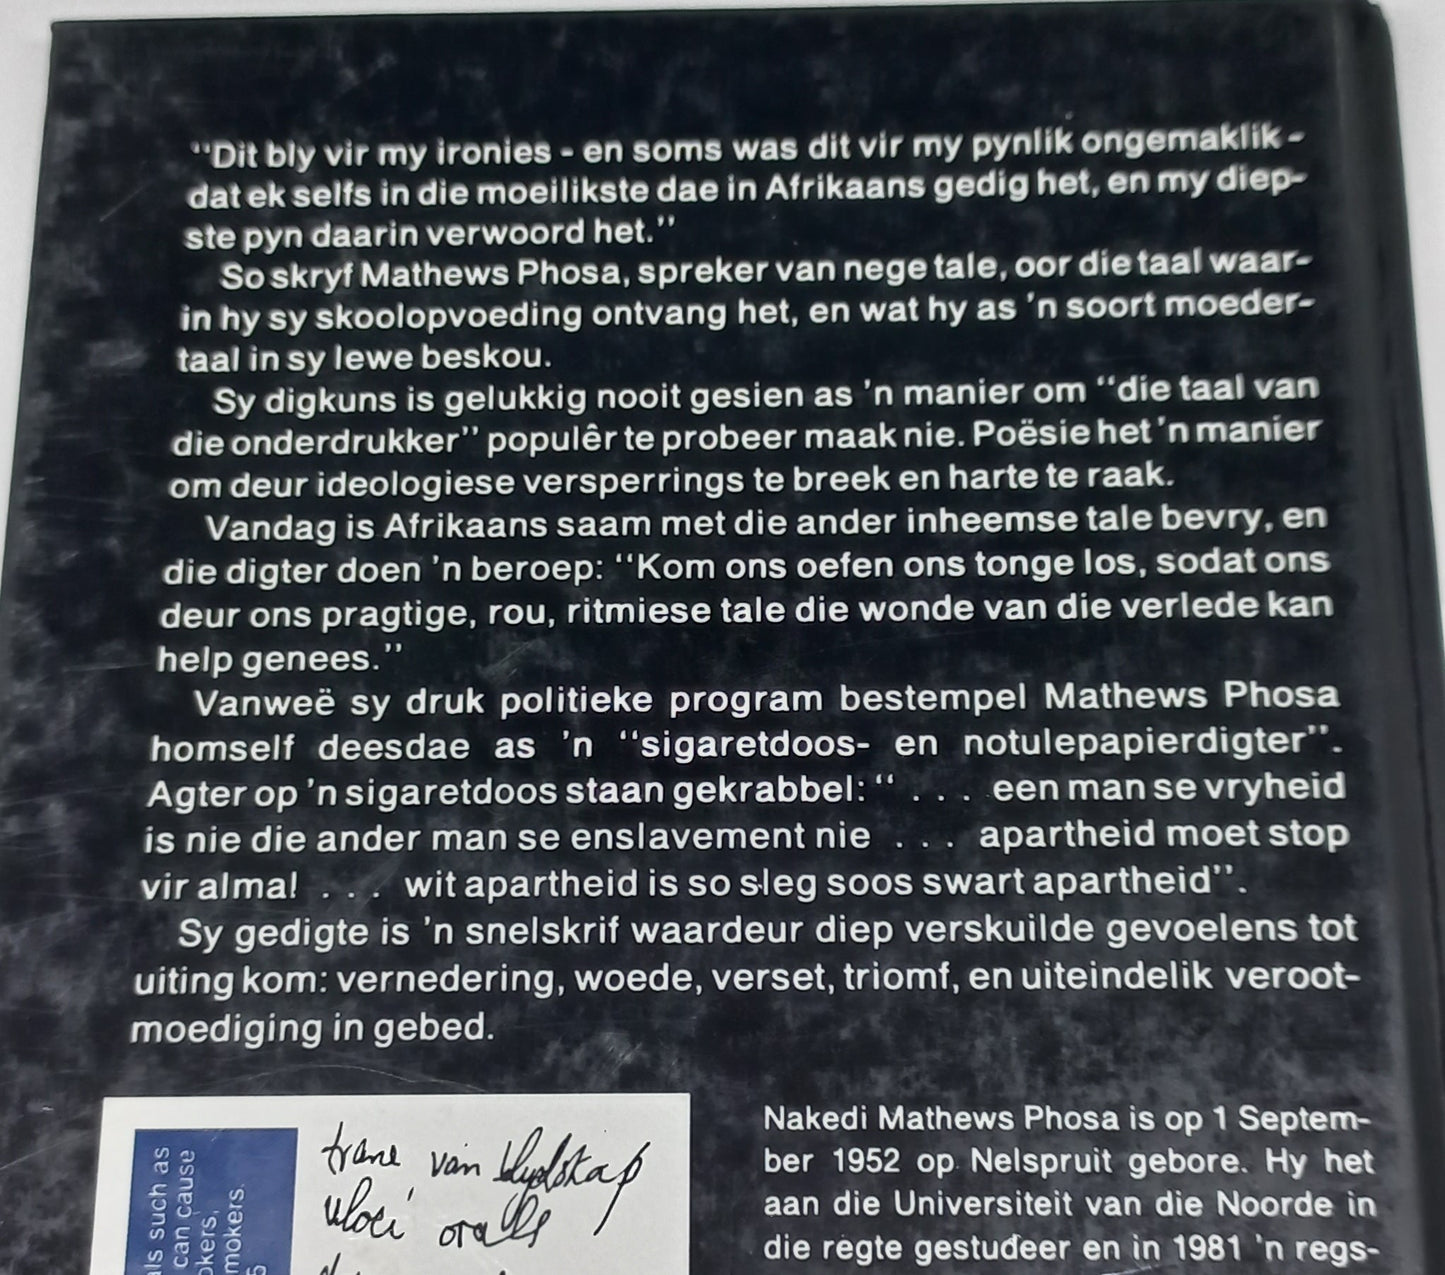 "Dit bly vir my ironies - en soms was dit vir my pynlik ongemaklik -
dat ek selfs in die moeilikste dae in Afrikaans gedig het, en my diep-
ste pyn daarin verwoord het."
So skryf Mathews Phosa, spreker van nege tale, oor die taal waar-
in hy sy skoolopvoeding ontvang het, en wat hy as 'n soort moeder-
taal in sy lewe beskou.
Sy digkuns is gelukkig nooit gesien as 'n manier om "die taal van
die onderdrukker" populêr te probeer maak nie. Poësie het 'n manier
om deur ideologiese versperrings te breek en harte te raak.
Vandag is Afrikaans saam met die ander inheemse tale bevry, en
die digter doen 'n beroep: "Kom ons oefen ons tonge los, sodat ons
deur ons pragtige, rou, ritmiese tale die wonde van die verlede kan
help genees."
Vanweë sy druk politieke program bestempel Mathews Phosa
homself deesdae as 'n "sigaretdoos- en notulepapierdigter".
Agter op 'n sigaretdoos staan gekrabbel: " . . . een man se vryheid
is nie die ander man se enslavement nie . . . apartheid moet stop
vir alma! . . . wit apartheid is so sleg soos swart apartheid".
Sy gedigte is 'n snelskrif waardeur diep verskuilde gevoelens tot
uiting kom: vernedering, woede, verset, triomf, en uiteindelik veroot-
moediging in gebed.
als such as
can cause
okers,
mokers.
trane van blydskap
vloei oralls
Nakedi Mathews Phosa is op 1 Septem-
ber 1952 op Nelspruit gebore. Hy het
aan die Universiteit van die Noorde in
die regte gestudeer en in 1981 'n regs-